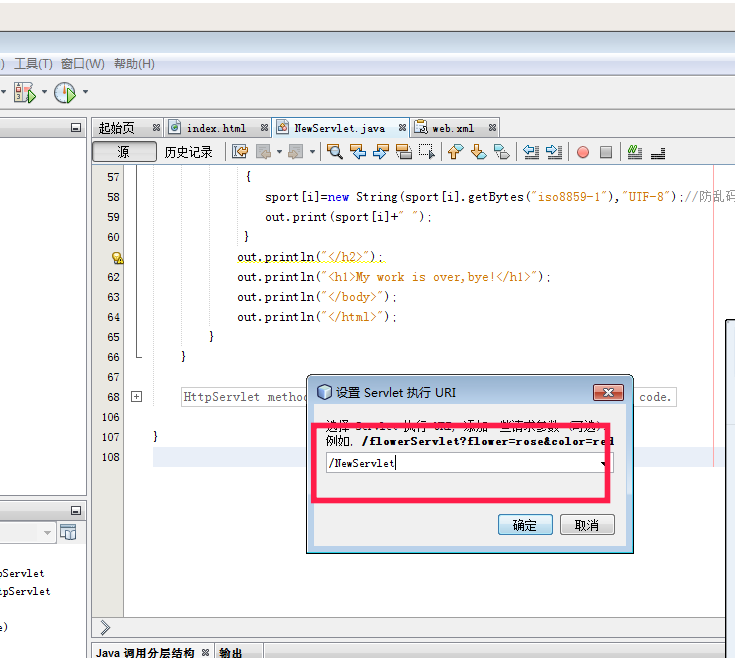 工具(T) 窗口(W) 帮助(H)
起始页 index.html NewServlet.java web.xml
源 历史记录
57 {
58 sport[i]=new String(sport[i].getBytes("iso8859-1"),"UTF-8");//防乱码
59 out.print(sport[i]+" ");
60 }
out.println("</h2>");
62 out.println("<h1>My work is over,bye!</h1>");
63 out.println("</body>");
64 out.println("</html>");
65 }
66 }
67
68 HttpServlet metho code.
106
107 }
108
设置 Servlet 执行 URI
选择 Servlet 执行 URI, 添加一些请求参数 (可选)
例如, /flowerServlet?flower=rose&color=red
/NewServlet
确定 取消
pServlet
tpServlet
e)
Java 调用分层结构 输出